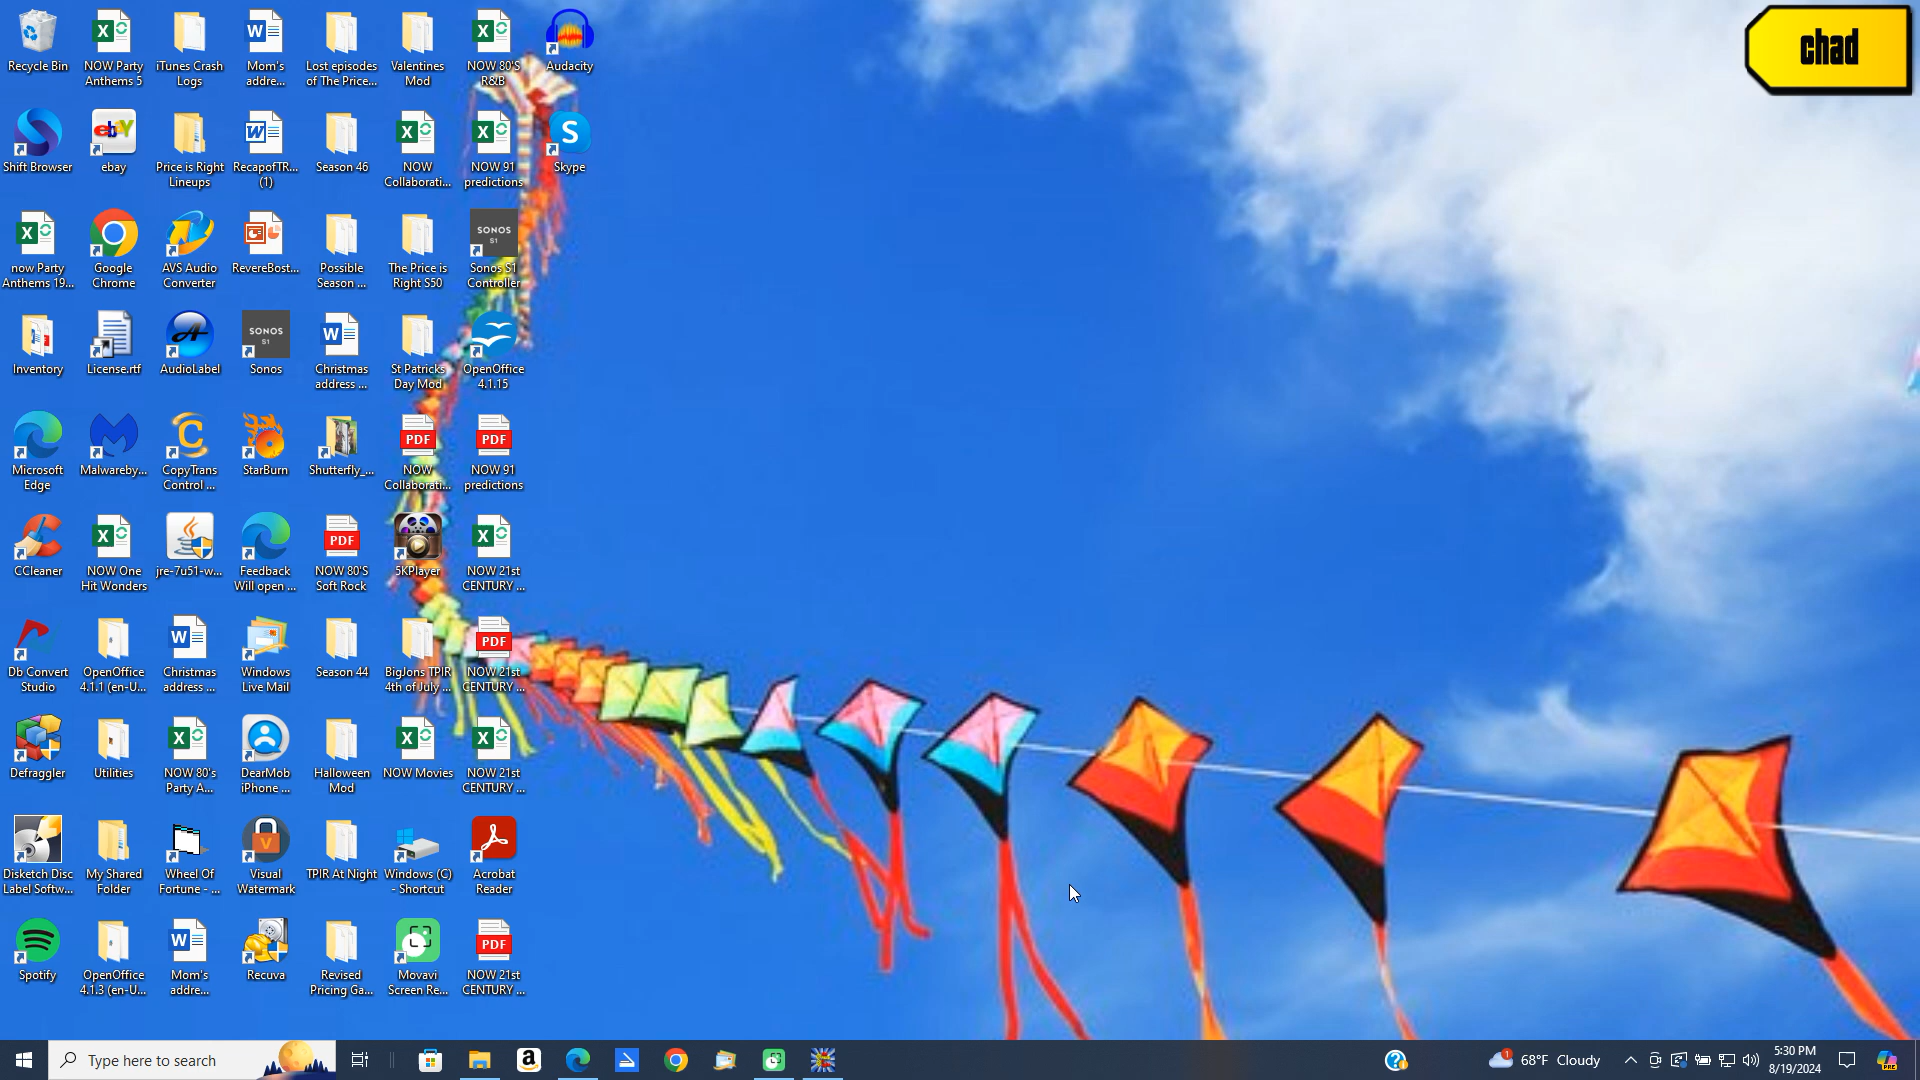 Recycle Bin
NOW Party
Anthems 5
iTunes Crash
Logs
Mom's
addre...
Lost episodes
of The Price...
Valentines
Mod
NOW 80'S
R&B
Audacity
chad
Shift Browser
ebay
Price is Right
Lineups
RecapofTR...
(1)
Season 46
NOW
Collaborati...
NOW 91
predictions
Skype
now Party
Anthems 19...
Google
Chrome
AVS Audio
Converter
RevereBost...
Possible
Season ...
The Price is
Right S50
SONOS
S1
Sonos S1
Controller
Inventory
License.rtf
AudioLabel
SONOS
S1
Sonos
Christmas
address ...
St Patricks
Day Mod
OpenOffice
4.1.15
Microsoft
Edge
Malwareby...
CopyTrans
Control ...
StarBurn
Shutterfly_...
PDF
NOW
Collaborati...
PDF
NOW 91
predictions
CCleaner
NOW One
Hit Wonders
jre-7u51-w...
Feedback
Will open ...
PDF
NOW 80'S
Soft Rock
5KPlayer
NOW 21st
CENTURY ...
Db Convert
Studio
OpenOffice
4.1.1 (en-U...
Christmas
address ...
Windows
Live Mail
Season 44
BigJons TPIR
4th of July ...
PDF
NOW 21st
CENTURY ...
Defraggler
Utilities
NOW 80's
Party A...
DearMob
iPhone ...
Halloween
Mod
NOW Movies
NOW 21st
CENTURY ...
Disketch Disc
Label Softw...
My Shared
Folder
Wheel Of
Fortune - ...
Visual
Watermark
TPIR At Night
Windows (C)
- Shortcut
Acrobat
Reader
Spotify
OpenOffice
4.1.3 (en-U...
Mom's
addre...
Recuva
Revised
Pricing Ga...
Movavi
Screen Re...
PDF
NOW 21st
CENTURY ...
Type here to search
1
68°F Cloudy
5:30 PM
8/19/2024